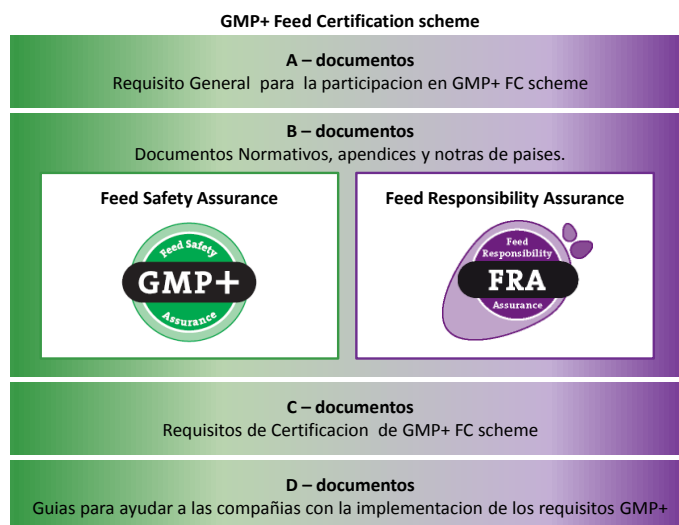 GMP+ Feed Certification scheme
A – documentos
Requisito General para la participacion en GMP+ FC scheme
B – documentos
Documentos Normativos, apendices y notras de paises.
Feed Safety Assurance
Feed Safety
GMP+
Assurance
Feed Responsibility Assurance
Feed
Responsibility
FRA
Assurance
C – documentos
Requisitos de Certificacion de GMP+ FC scheme
D – documentos
Guias para ayudar a las compañias con la implementacion de los requisitos GMP+